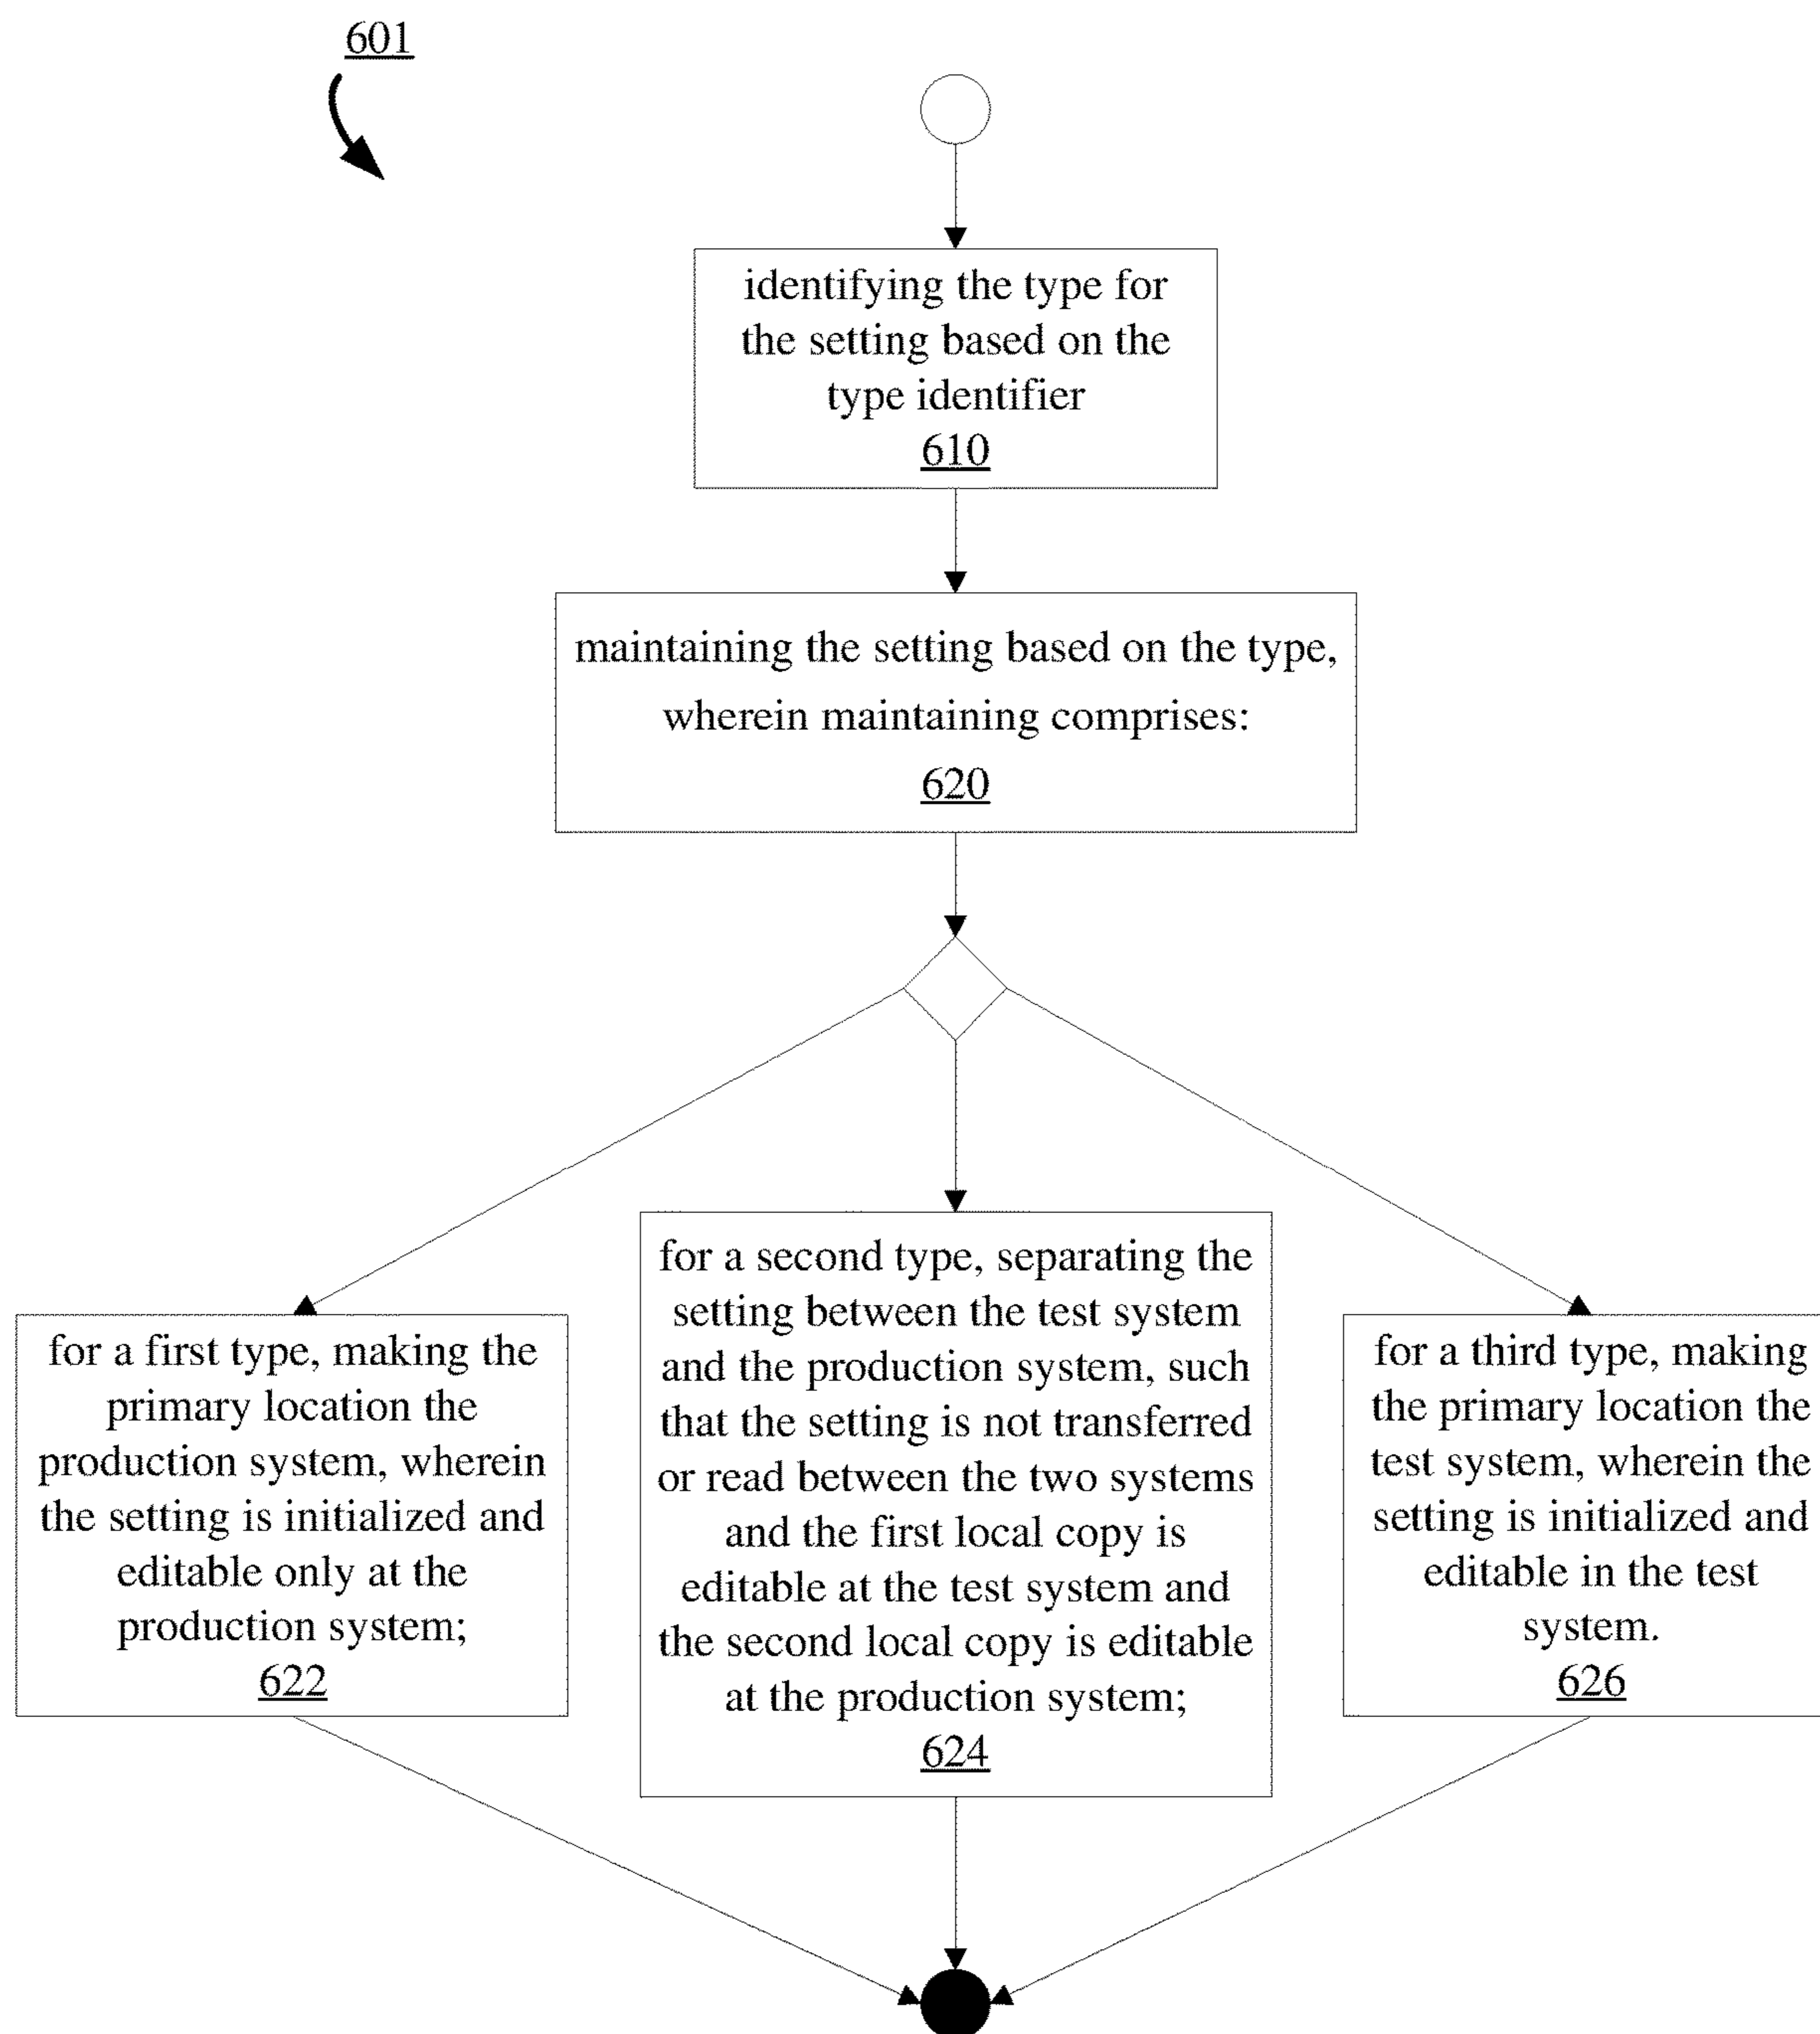 601
identifying the type for
the setting based on the
type identifier
610
maintaining the setting based on the type,
wherein maintaining comprises:
620
for a first type, making the
primary location the
production system, wherein
the setting is initialized and
editable only at the
production system;
622
for a second type, separating the
setting between the test system
and the production system, such
that the setting is not transferred
or read between the two systems
and the first local copy is
editable at the test system and
the second local copy is editable
at the production system;
624
for a third type, making
the primary location the
test system, wherein the
setting is initialized and
editable in the test
system.
626